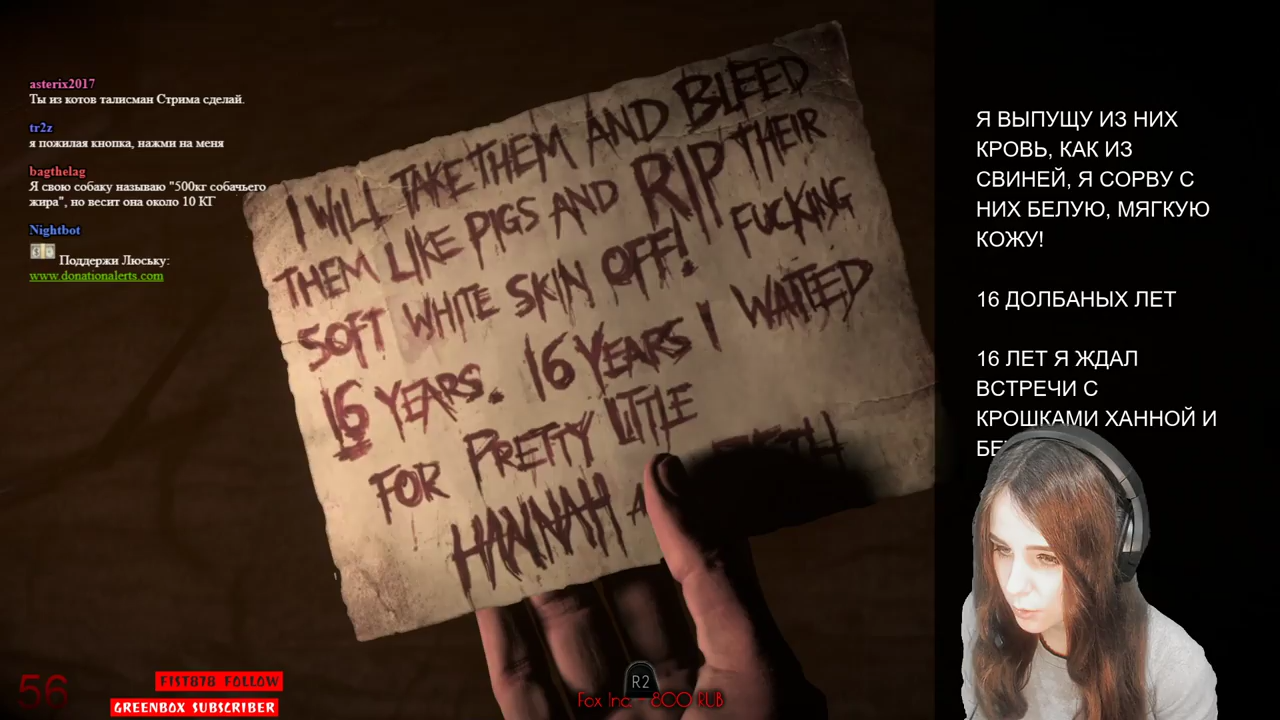 asterix2017
Ты из котов талисман Стрима сделай.
tr2z
я пожилая кнопка, нажми на меня
bagthelag
Я свою собаку называю "500кг собачьего
жира", но весит она около 10 КГ
Nightbot
Поддержи Люську:
www.donationalerts.com
I WILL TAKE THEM AND BLEED
THEM LIKE PIGS AND RIP THEIR
SOFT WHITE SKIN OFF! FUCKING
16 YEARS. 16 YEARS I WAITED
FOR PRETTY LITTLE
HANNAH
Я ВЫПУЩУ ИЗ НИХ
КРОВЬ, КАК ИЗ
СВИНЕЙ, Я СОРВУ С
НИХ БЕЛУЮ, МЯГКУЮ
КОЖУ!
16 ДОЛБАНЫХ ЛЕТ
16 ЛЕТ Я ЖДАЛ
ВСТРЕЧИ С
КРОШКАМИ ХАННОЙ И
56
FIST878 FOLLOW
GREENBOX SUBSCRIBER
R2
Fox Inc. - 800 RUB